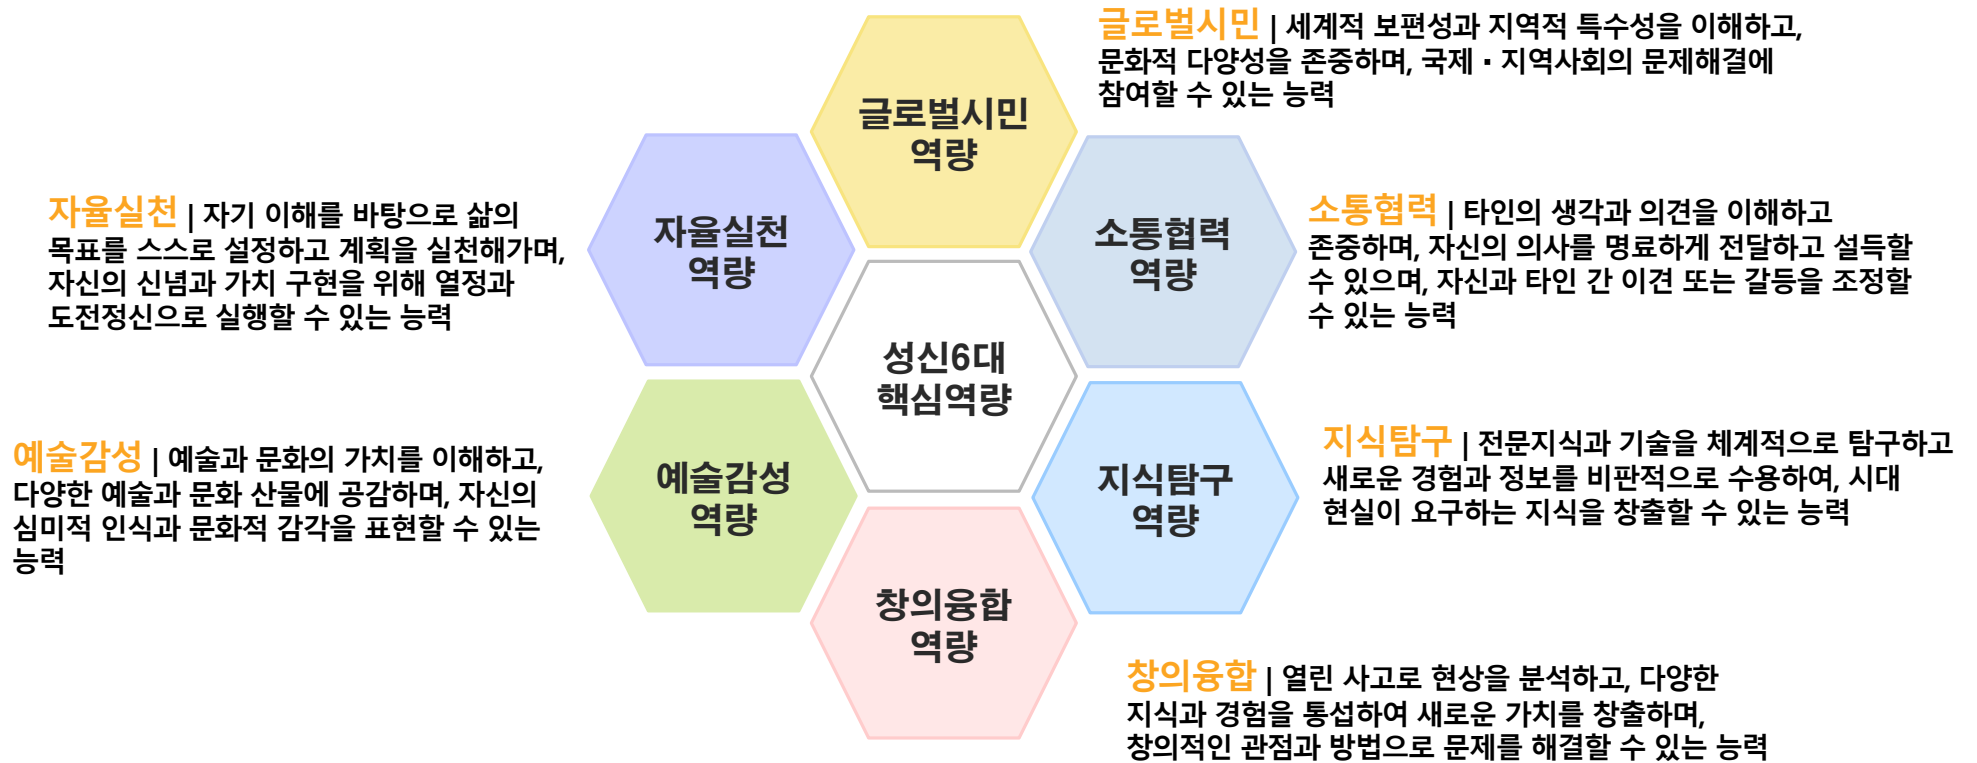 글로벌시민 | 세계적 보편성과 지역적 특수성을 이해하고,
문화적 다양성을 존중하며, 국제 · 지역사회의 문제해결에
참여할 수 있는 능력
글로벌시민
역량
자율실천 | 자기 이해를 바탕으로 삶의
목표를 스스로 설정하고 계획을 실천해가며,
자신의 신념과 가치 구현을 위해 열정과
도전정신으로 실행할 수 있는 능력
자율실천
역량
소통협력
역량
소통협력 | 타인의 생각과 의견을 이해하고
존중하며, 자신의 의사를 명료하게 전달하고 설득할
수 있으며, 자신과 타인 간 이견 또는 갈등을 조정할
수 있는 능력
성신6대
핵심역량
예술감성 | 예술과 문화의 가치를 이해하고,
다양한 예술과 문화 산물에 공감하며, 자신의
심미적 인식과 문화적 감각을 표현할 수 있는
능력
예술감성
역량
지식탐구
역량
지식탐구 | 전문지식과 기술을 체계적으로 탐구하고
새로운 경험과 정보를 비판적으로 수용하여, 시대
현실이 요구하는 지식을 창출할 수 있는 능력
창의융합
역량
창의융합 | 열린 사고로 현상을 분석하고, 다양한
지식과 경험을 통섭하여 새로운 가치를 창출하며,
창의적인 관점과 방법으로 문제를 해결할 수 있는 능력